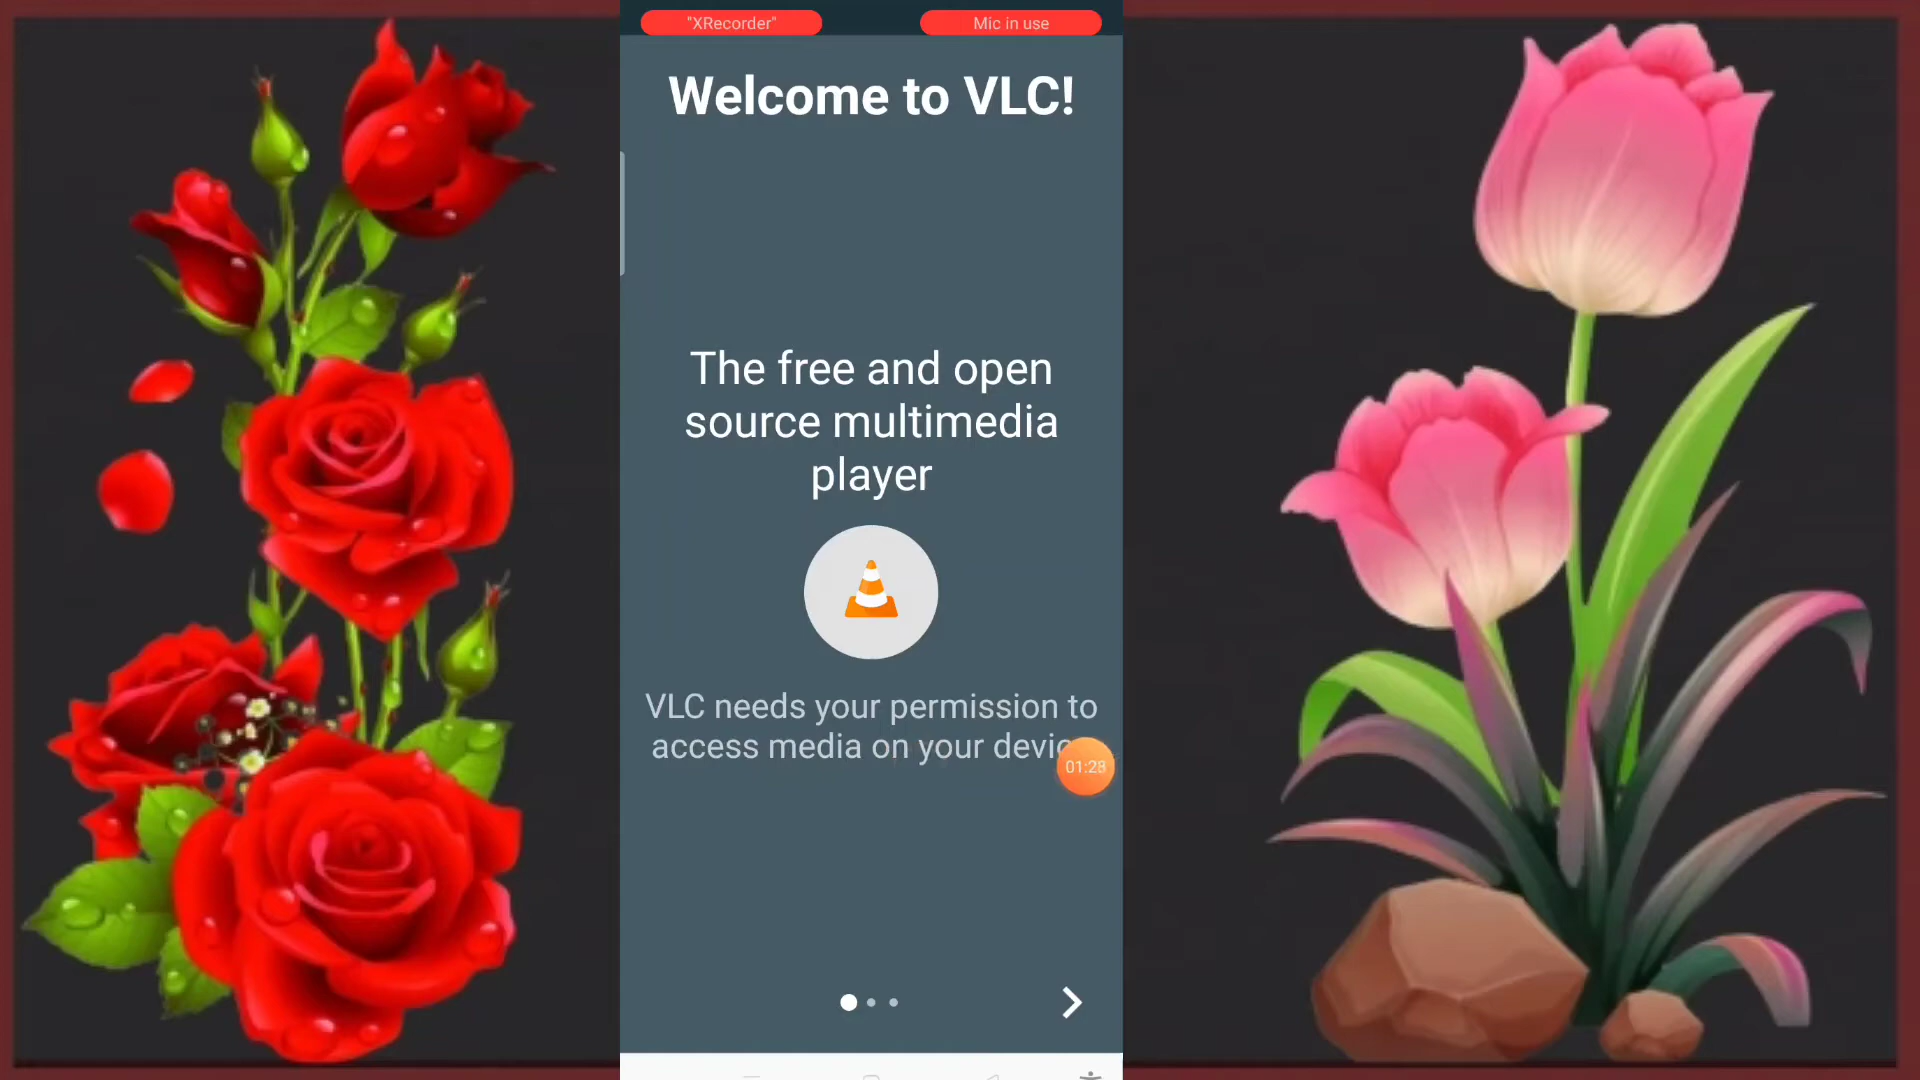 "XRecorder"
Mic in use
Welcome to VLC!
The free and open
source multimedia
player
VLC needs your permission to
access media on your
01:28